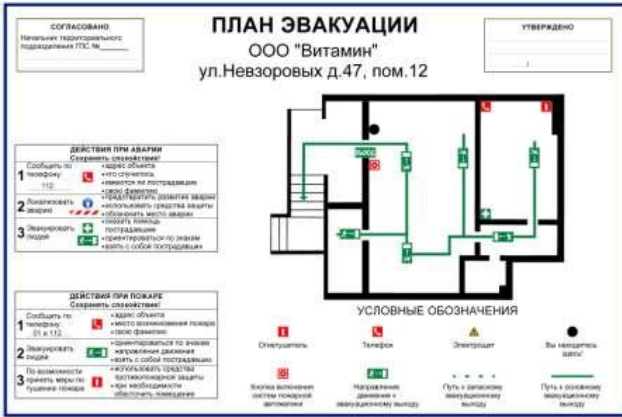 СОГЛАСОВАНО
Начальник территориального
подразделения ГПС №
ПЛАН ЭВАКУАЦИИ
ООО "Витамин"
ул.Невзоровых д.47, пом.12
УТВЕРЖДЕНО
ДЕЙСТВИЯ ПРИ АВАРИИ
Сохранять спокойствие!
1 Сообщить по телефону: 112
•адрес объекта
•что случилось
•имеются ли пострадавшие
•свою фамилию
2 Локализовать аварию
•предотвратить развитие аварии
•использовать средства защиты
•обозначить место аварии
3 Эвакуировать людей
•оказать помощь пострадавшим
•ориентироваться по знакам
•взять с собой пострадавших
ДЕЙСТВИЯ ПРИ ПОЖАРЕ
Сохранять спокойствие!
1 Сообщить по телефону: 01 и 112
•адрес объекта
•место возникновения пожара
•свою фамилию
2 Эвакуировать людей
•ориентироваться по знакам направления движения
•взять с собой пострадавших
3 По возможности принять меры по тушению пожара
•использовать средства противопожарной защиты
•при необходимости обесточить помещение
УСЛОВНЫЕ ОБОЗНАЧЕНИЯ
Огнетушитель
Телефон
Электрощит
Вы находитесь здесь!
Кнопка включения систем пожарной автоматики
Направления движения к эвакуационному выходу
Путь к запасному эвакуационному выходу
Путь к основному эвакуационному выходу